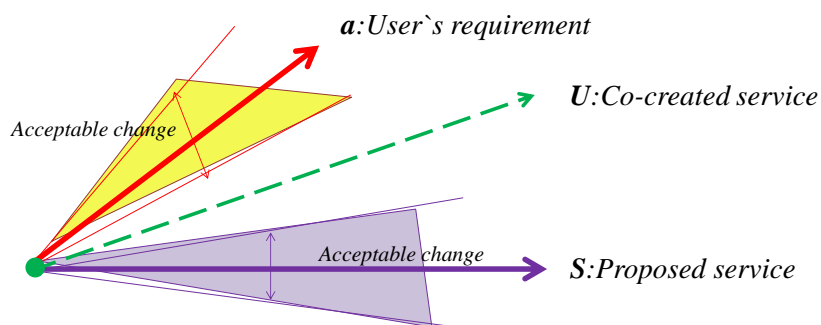 a:User`s requirement
U:Co-created service
Acceptable change
Acceptable change
S:Proposed service